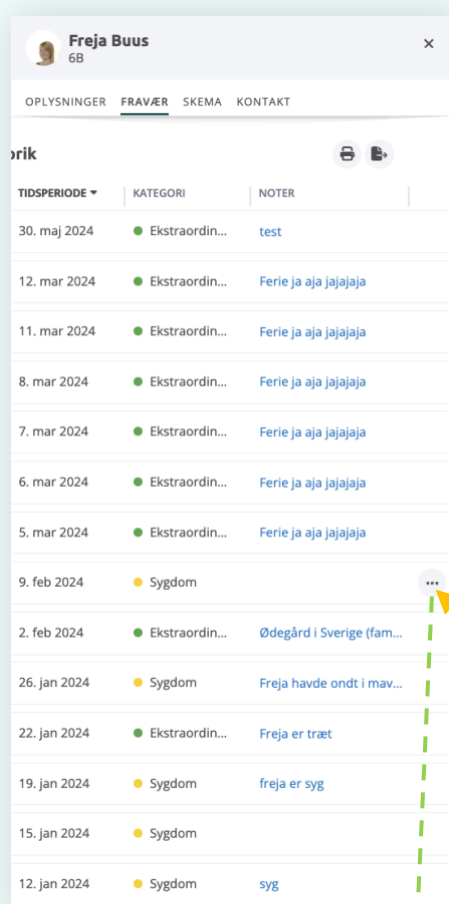 Freja Buus
6B
OPLYSNINGER FRAVÆR SKEMA KONTAKT
orik
TIDSPERIODE KATEGORI NOTER
30. maj 2024 Ekstraordin... test
12. mar 2024 Ekstraordin... Ferie ja aja jajajaja
11. mar 2024 Ekstraordin... Ferie ja aja jajajaja
8. mar 2024 Ekstraordin... Ferie ja aja jajajaja
7. mar 2024 Ekstraordin... Ferie ja aja jajajaja
6. mar 2024 Ekstraordin... Ferie ja aja jajajaja
5. mar 2024 Ekstraordin... Ferie ja aja jajajaja
9. feb 2024 Sygdom
2. feb 2024 Ekstraordin... Ødegård i Sverige (fam...
26. jan 2024 Sygdom Freja havde ondt i mav...
22. jan 2024 Ekstraordin... Freja er træt
19. jan 2024 Sygdom freja er syg
15. jan 2024 Sygdom
12. jan 2024 Sygdom syg